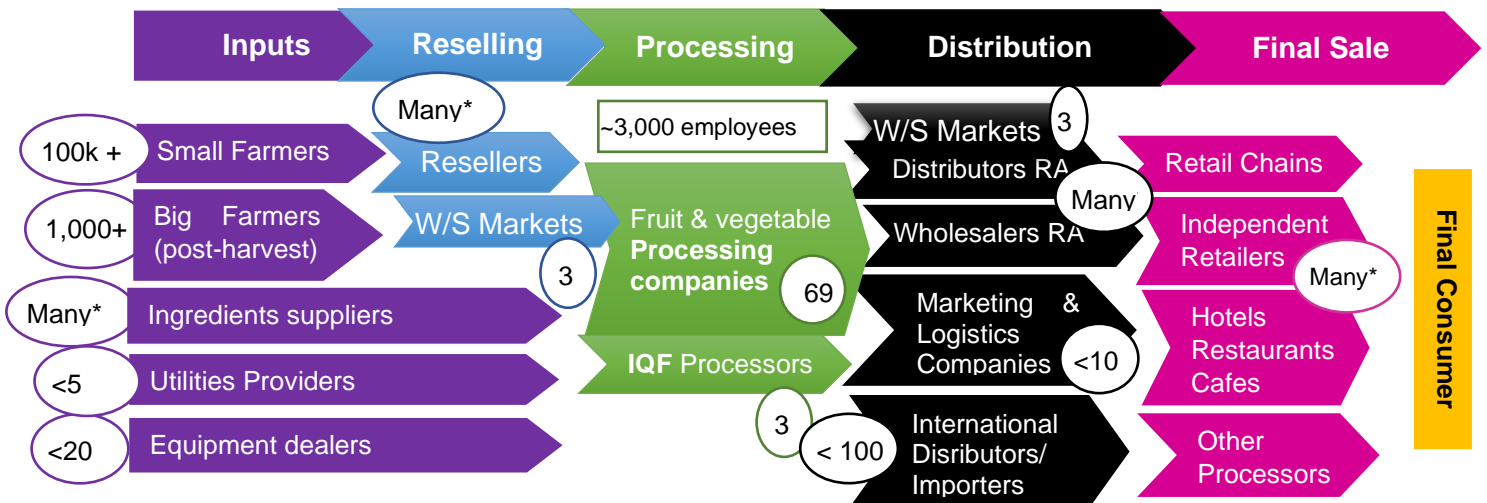 Inputs
Reselling
Processing
Distribution
Final Sale
Many*
~3,000 employees
W/S Markets
3
100k +
Small Farmers
Resellers
Distributors RA
Retail Chains
Many*
1,000+
Big Farmers
(post-harvest)
W/S Markets
3
Fruit & vegetable
Processing
companies
69
Wholesalers RA
Independent
Retailers
Many*
Many*
Ingredients suppliers
Marketing &
Logistics
Companies
<10
Hotels
Restaurants
Cafes
<5
Utilities Providers
IQF Processors
3
<20
Equipment dealers
< 100
International
Disributors/
Importers
Other
Processors
Final Consumer